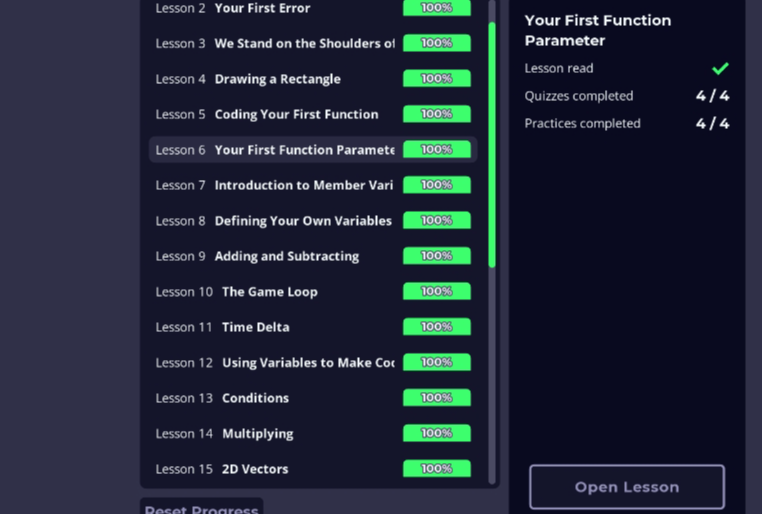 Lesson 2 Your First Error 100%
Lesson 3 We Stand on the Shoulders of 100%
Lesson 4 Drawing a Rectangle 100%
Lesson 5 Coding Your First Function 100%
Lesson 6 Your First Function Paramete 100%
Lesson 7 Introduction to Member Vari 100%
Lesson 8 Defining Your Own Variables 100%
Lesson 9 Adding and Subtracting 100%
Lesson 10 The Game Loop 100%
Lesson 11 Time Delta 100%
Lesson 12 Using Variables to Make Coc 100%
Lesson 13 Conditions 100%
Lesson 14 Multiplying 100%
Lesson 15 2D Vectors 100%
Reset Progress
Your First Function
Parameter
Lesson read
Quizzes completed 4 / 4
Practices completed 4 / 4
Open Lesson